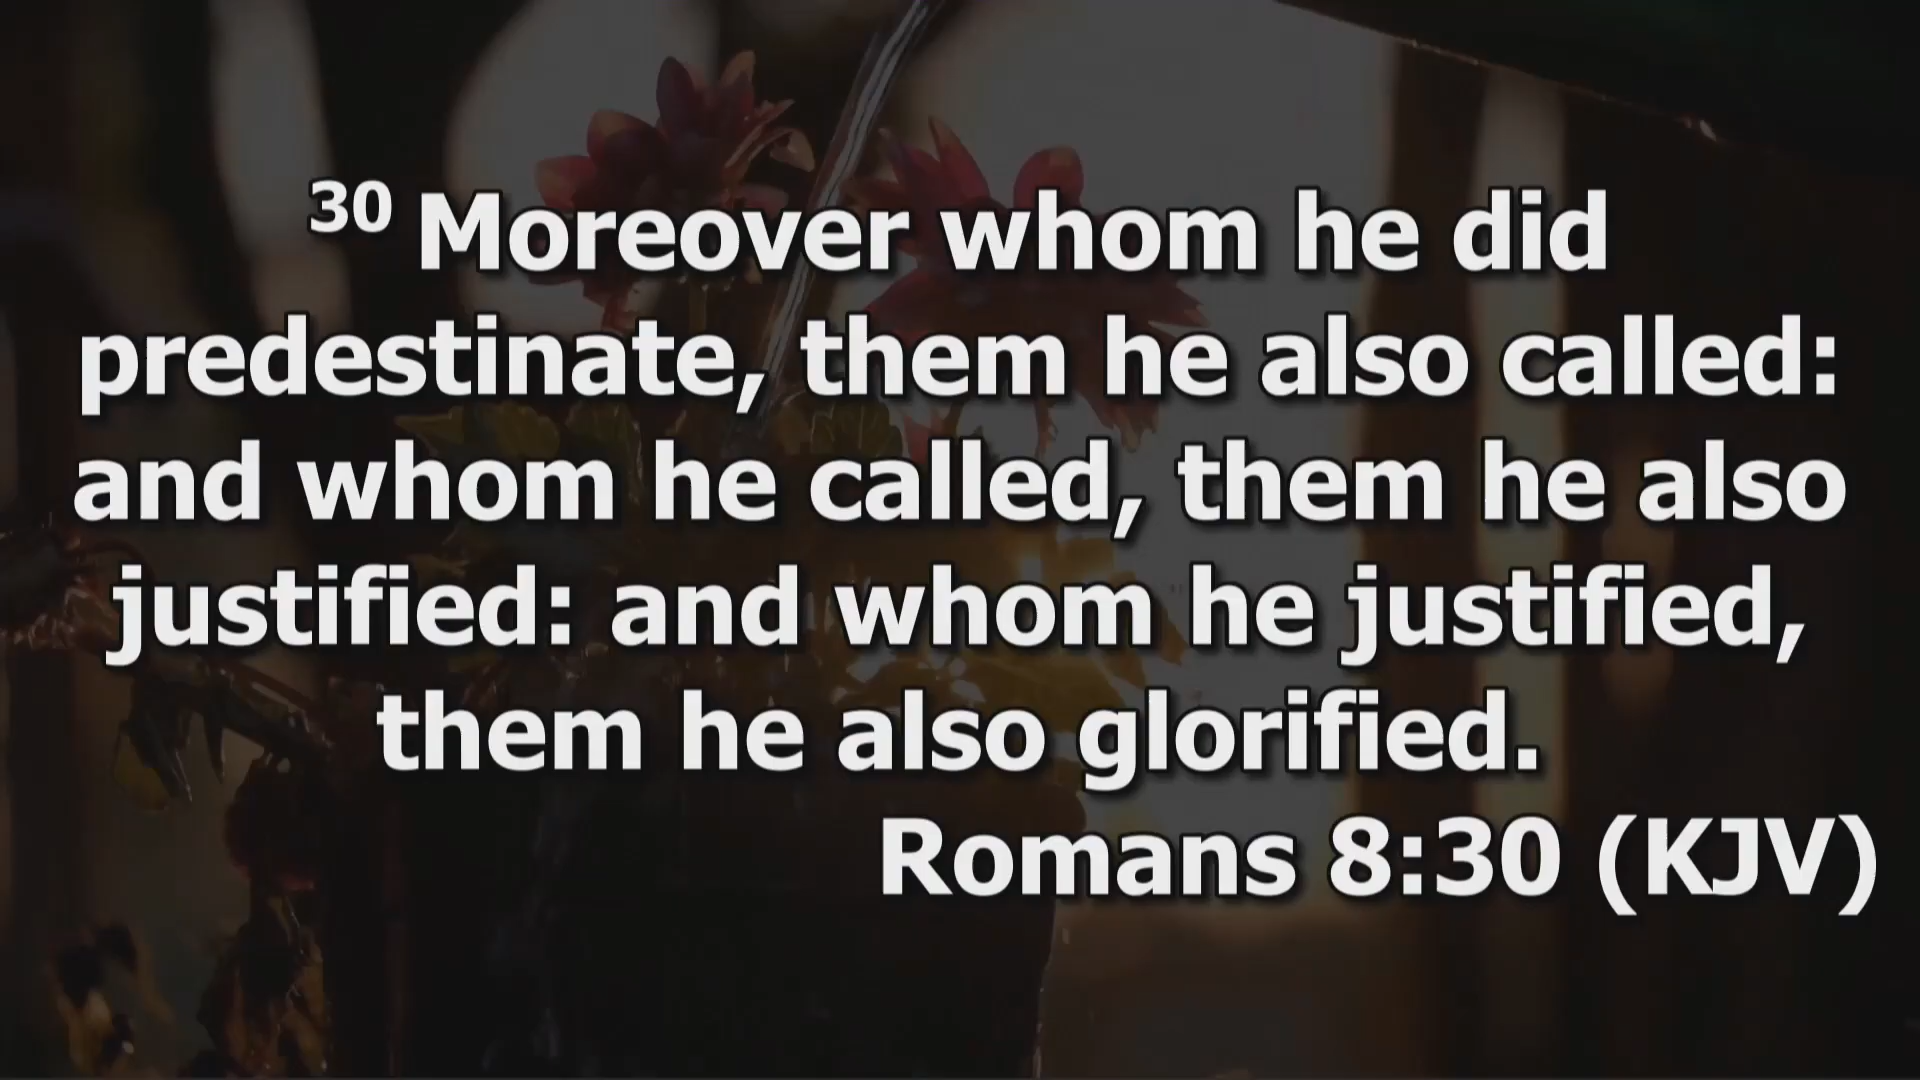 30 Moreover whom he did
predestinate, them he also called:
and whom he called, them he also
justified: and whom he justified,
them he also glorified.
Romans 8:30 (KJV)